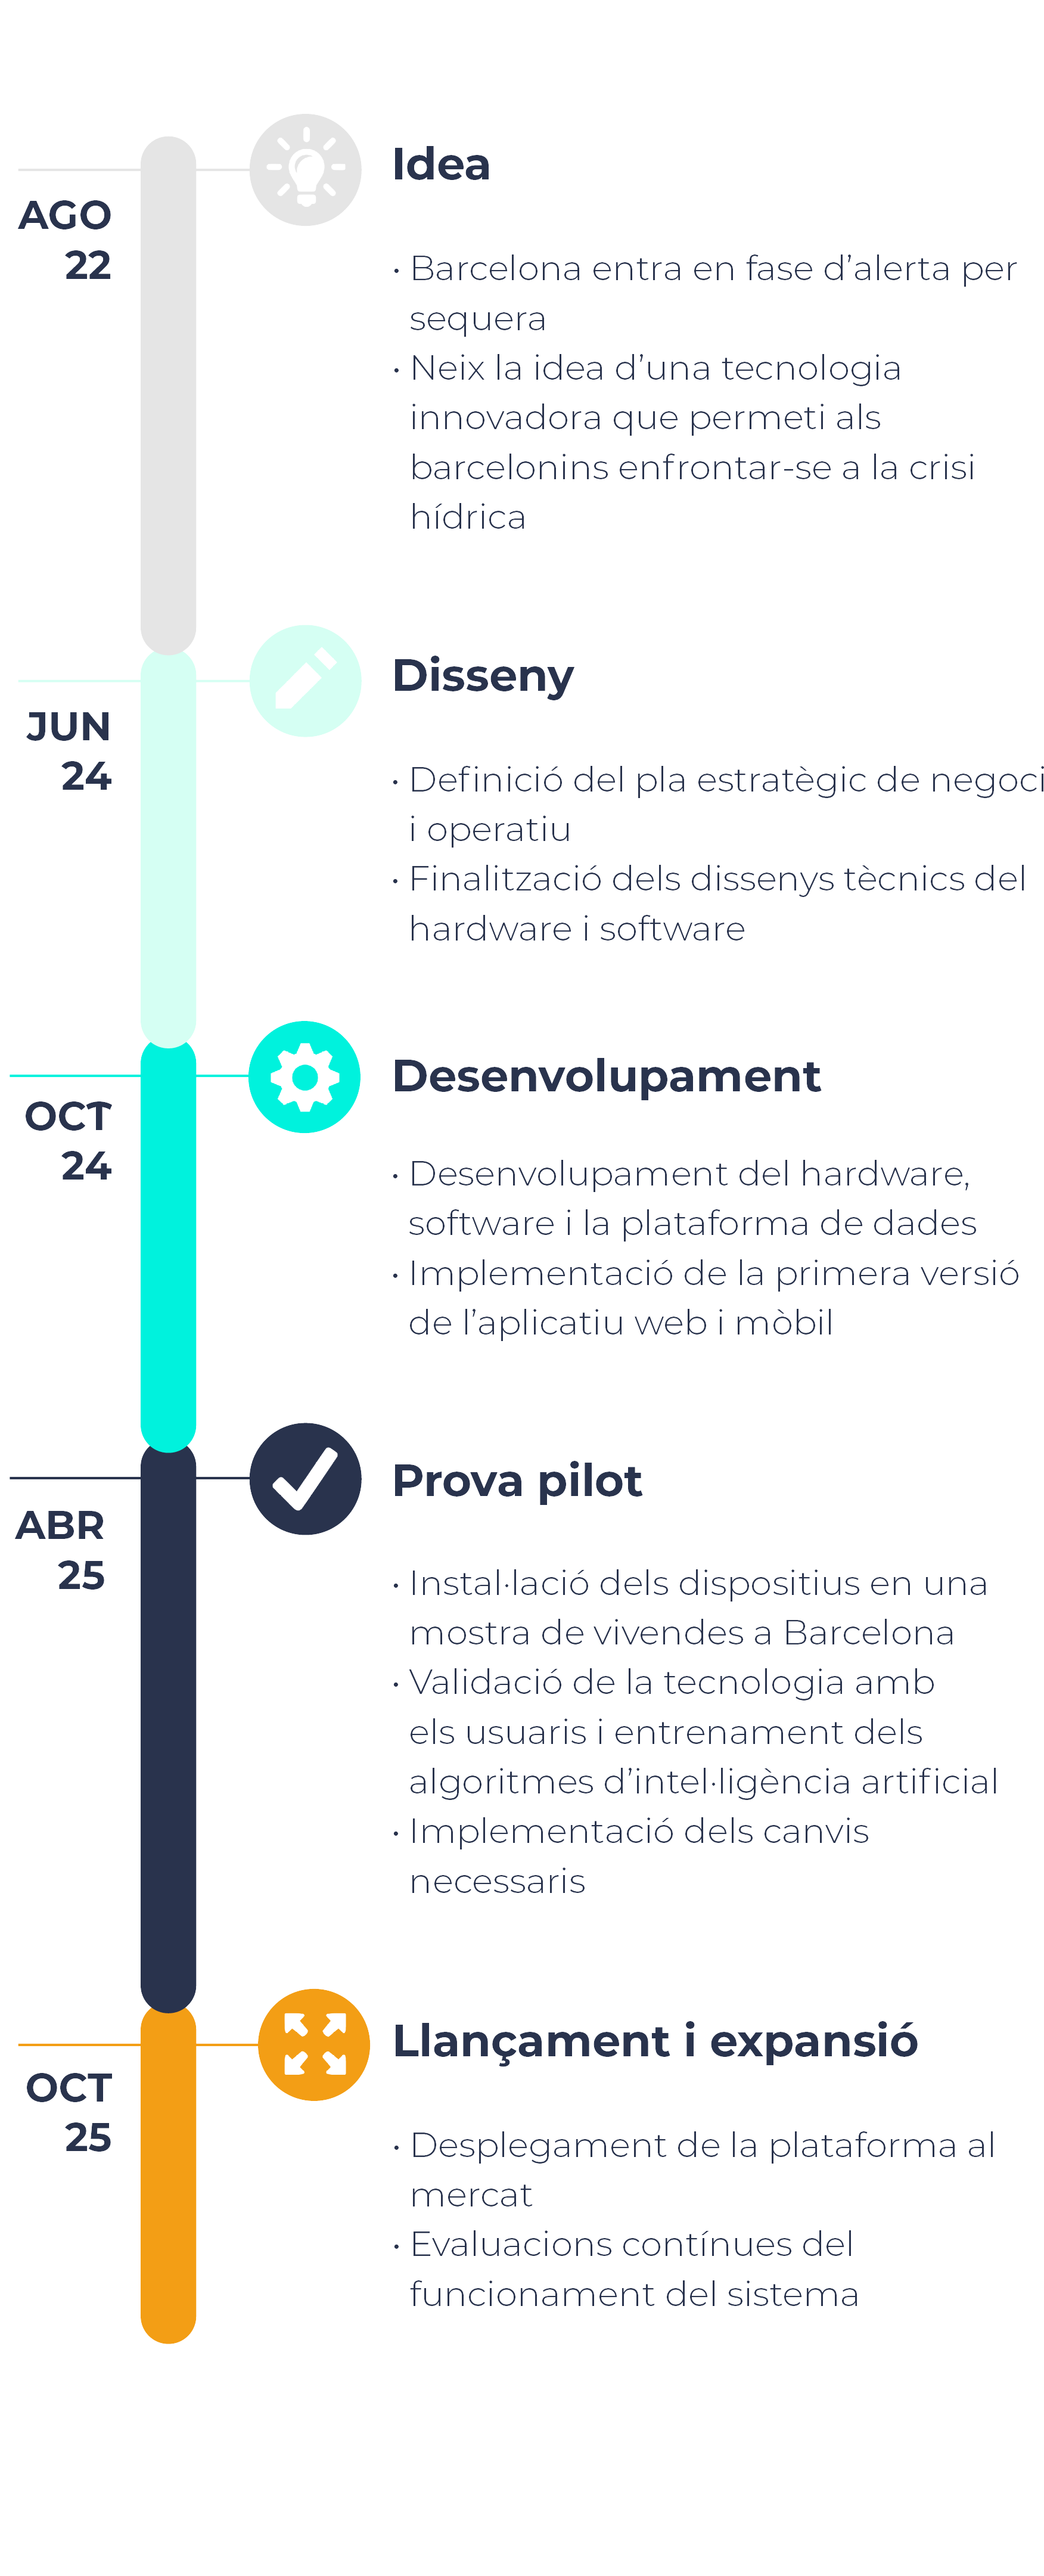 Idea
AGO
22
• Barcelona entra en fase d’alerta per
sequera
• Neix la idea d’una tecnologia
innovadora que permeti als
barcelonins enfrontar-se a la crisi
hídrica
Disseny
JUN
24
• Definició del pla estratègic de negoci
i operatiu
• Finalització dels dissenys tècnics del
hardware i software
Desenvolupament
OCT
24
• Desenvolupament del hardware,
software i la plataforma de dades
• Implementació de la primera versió
de l’aplicatiu web i mòbil
Prova pilot
ABR
25
• Instal·lació dels dispositius en una
mostra de vivendes a Barcelona
• Validació de la tecnologia amb
els usuaris i entrenament dels
algoritmes d’intel·ligència artificial
• Implementació dels canvis
necessaris
Llançament i expansió
OCT
25
• Desplegament de la plataforma al
mercat
• Evaluacions contínues del
funcionament del sistema